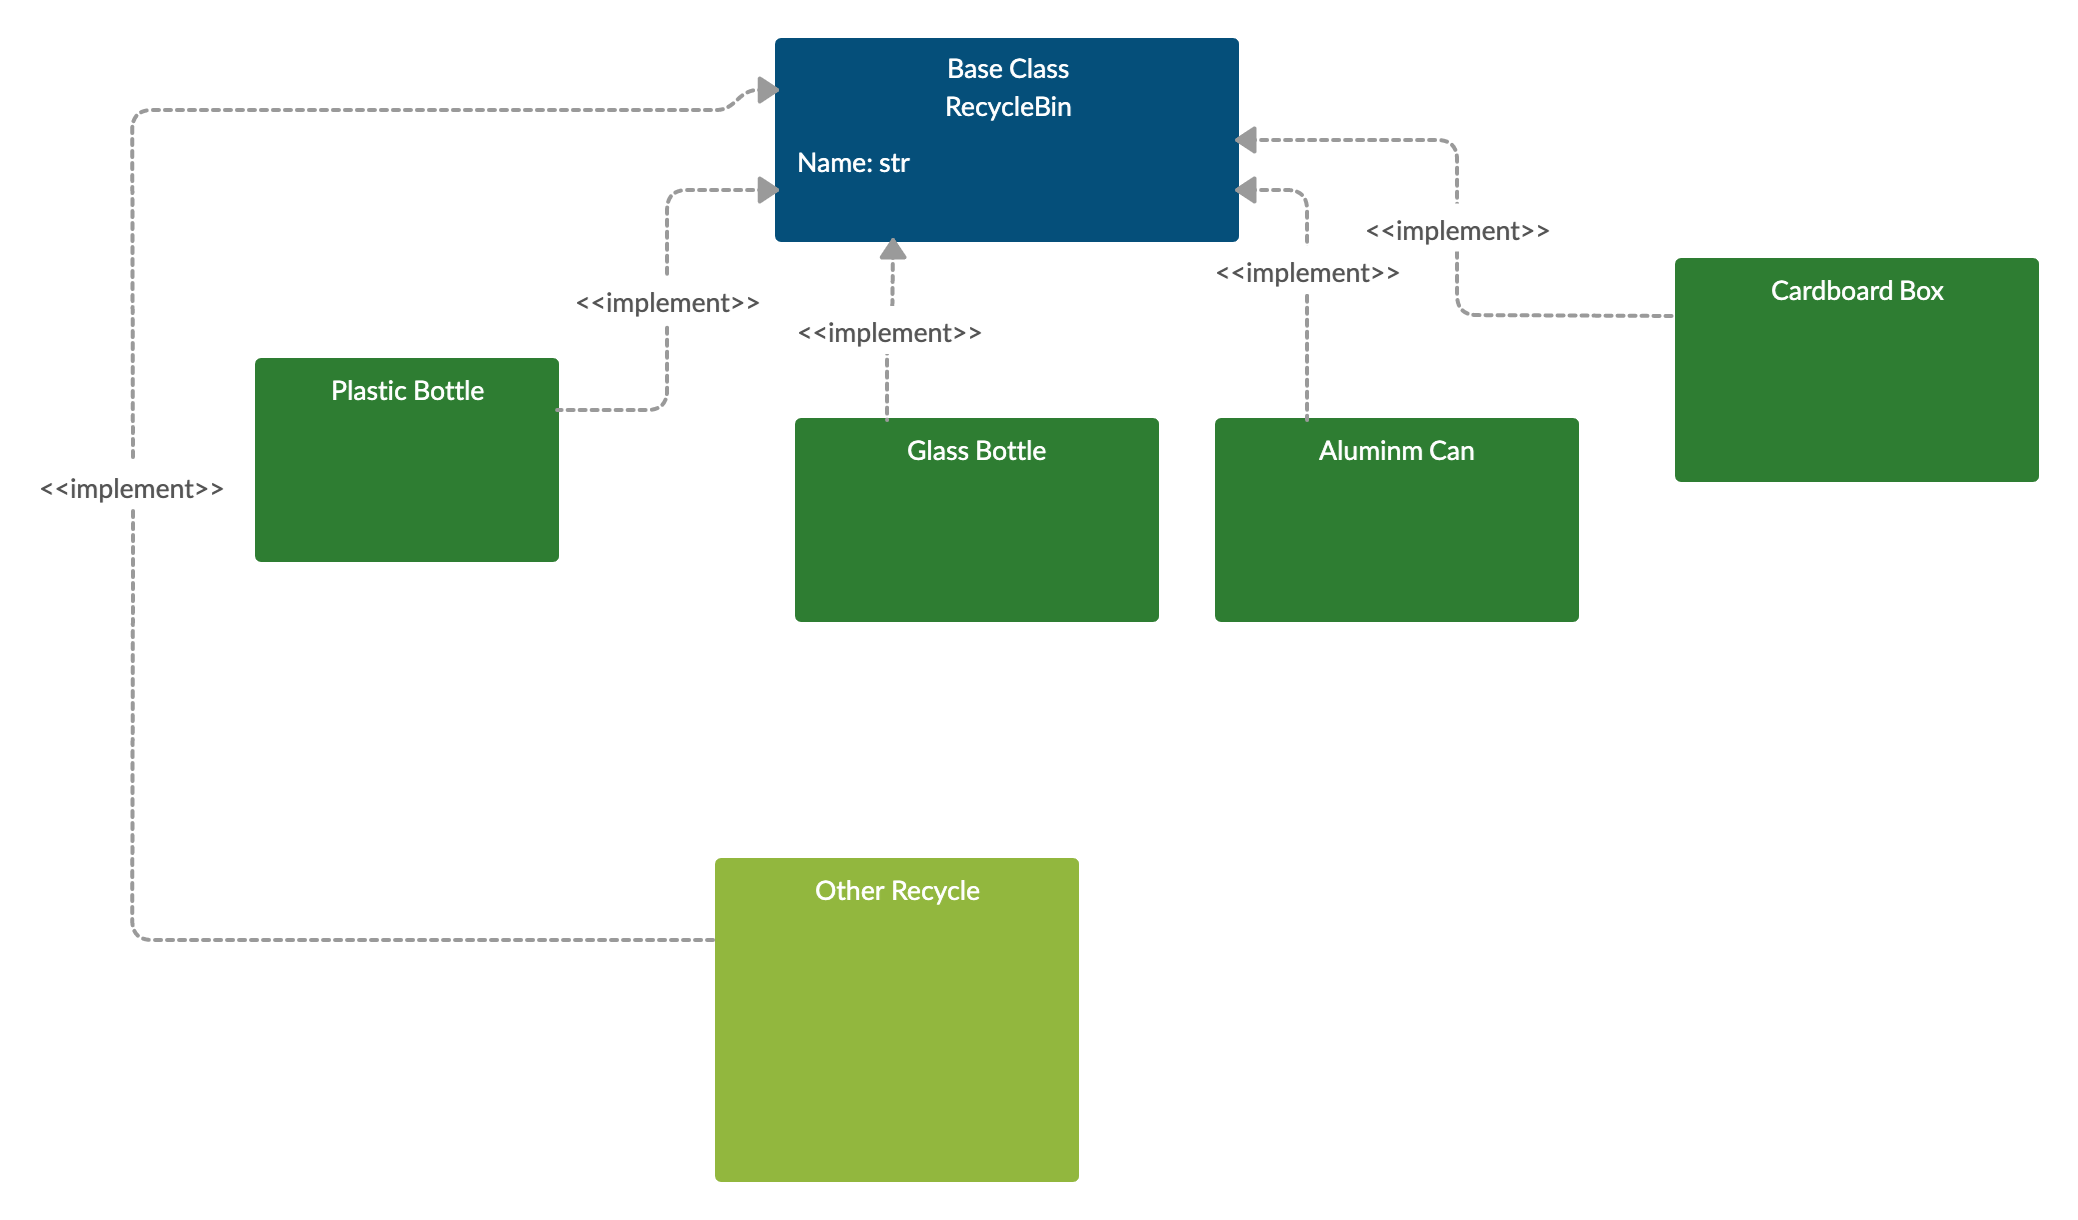 Base Class
RecycleBin
Name: str
<<implement>>
<<implement>>
<<implement>>
<<implement>>
Cardboard Box
Plastic Bottle
Glass Bottle
Aluminm Can
<<implement>>
Other Recycle